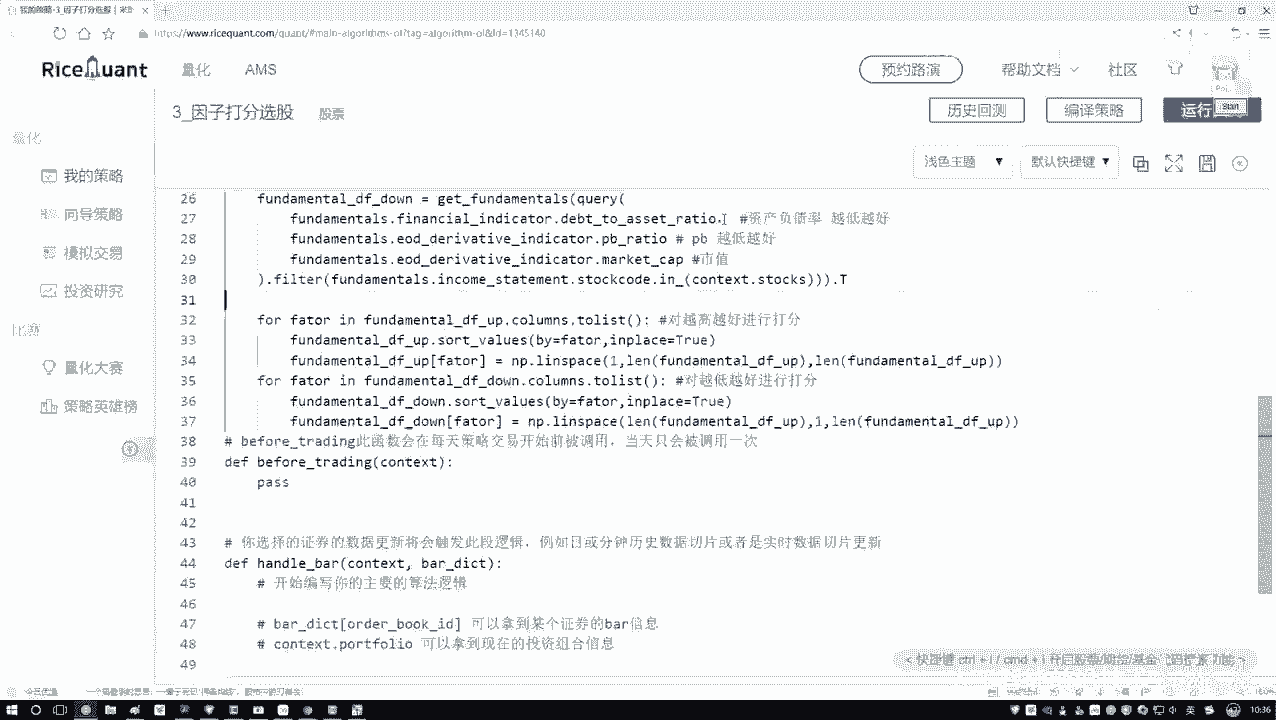 我的策略-3_因子打分选股
https://www.ricequant.com/quant/#main-algorithms-ol?tag=algorithm-ol&id=1345140
RiceQuant 量化 AMS 预约路演 帮助文档 社区
3_因子打分选股 股票 历史回测 编译策略 运行
Start
量化
浅色主题 默认快捷键
我的策略
向导策略
模拟交易
投资研究
比赛
量化大赛
策略英雄榜
26 fundamental_df_down = get_fundamentals(query(
27 fundamentals.financial_indicator.debt_to_asset_ratio, #资产负债率 越低越好
28 fundamentals.eod_derivative_indicator.pb_ratio # pb 越低越好
29 fundamentals.eod_derivative_indicator.market_cap #市值
30 ).filter(fundamentals.income_statement.stockcode.in_(context.stocks))).T
31
32 for fator in fundamental_df_up.columns.tolist(): #对越高越好进行打分
33 fundamental_df_up.sort_values(by=fator,inplace=True)
34 fundamental_df_up[fator] = np.linspace(1,len(fundamental_df_up),len(fundamental_df_up))
35 for fator in fundamental_df_down.columns.tolist(): #对越低越好进行打分
36 fundamental_df_down.sort_values(by=fator,inplace=True)
37 fundamental_df_down[fator] = np.linspace(len(fundamental_df_up),1,len(fundamental_df_up))
38 # before_trading此函数会在每天策略交易开始前被调用，当天只会被调用一次
39 def before_trading(context):
40 pass
41
42
43 # 你选择的证券的数据更新将会触发此段逻辑，例如日或分钟历史数据切片或者是实时数据切片更新
44 def handle_bar(context, bar_dict):
45 # 开始编写你的主要的算法逻辑
46
47 # bar_dict[order_book_id] 可以拿到某个证券的bar信息
48 # context.portfolio 可以拿到现在的投资组合信息
49
10:36